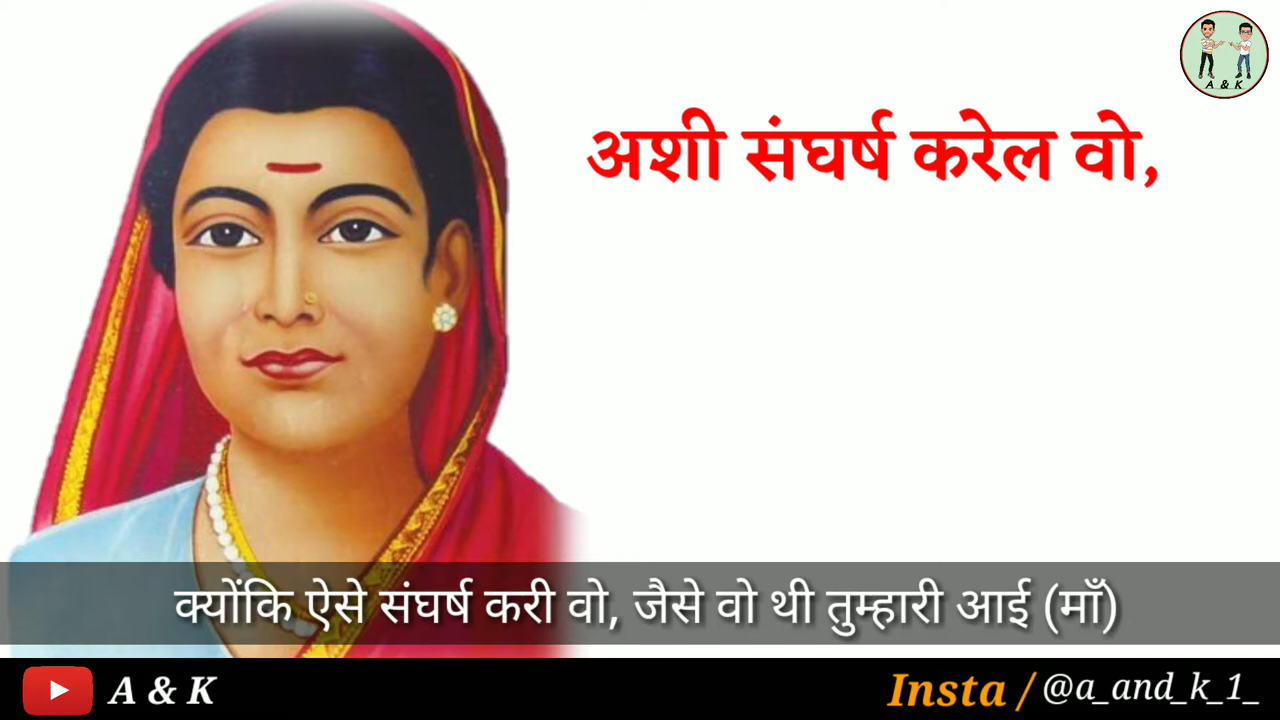 A & K
अशी संघर्ष करेल वो,
क्योंकि ऐसे संघर्ष करी वो, जैसे वो थी तुम्हारी आई (माँ)
A & K
Insta / @a_and_k_1_